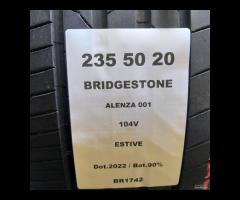 235 50 20
BRIDGESTONE
ALENZA 001
104V
ESTIVE
Dot.2022 / Bat.90%
BR1742